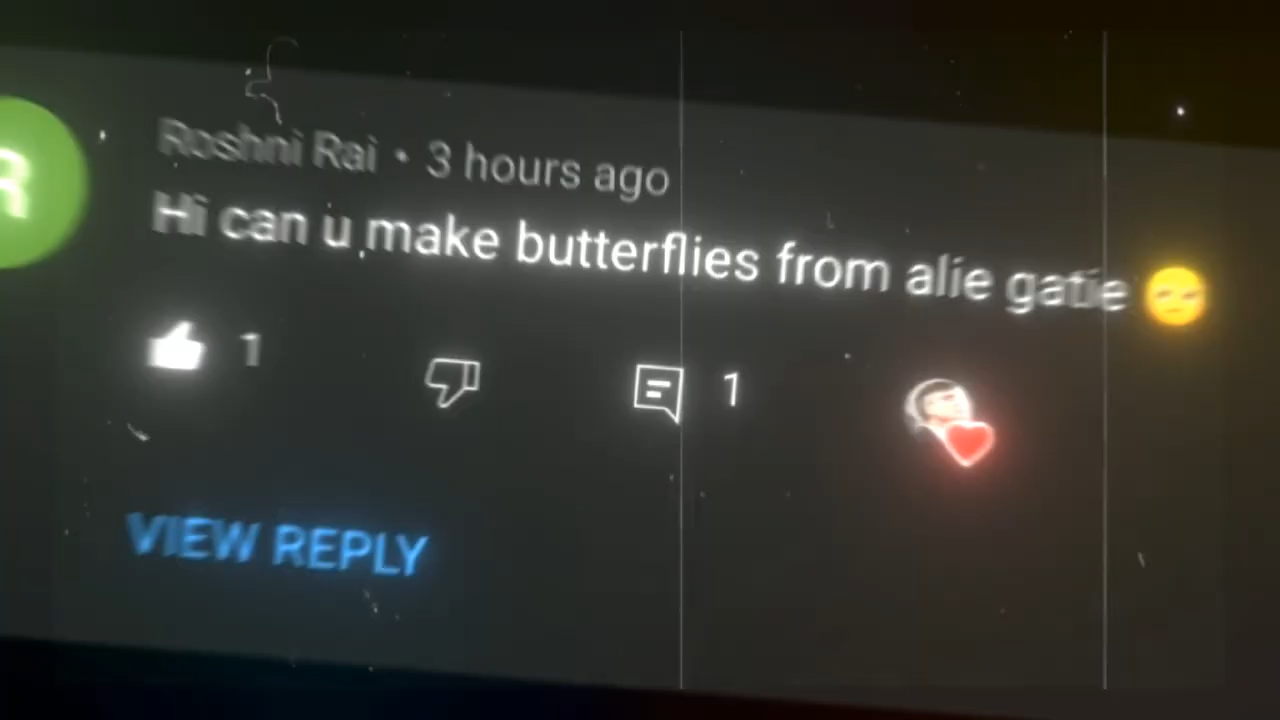 R
Roshni Rai • 3 hours ago
Hi can u make butterflies from alie gatie 😔
1
1
VIEW REPLY